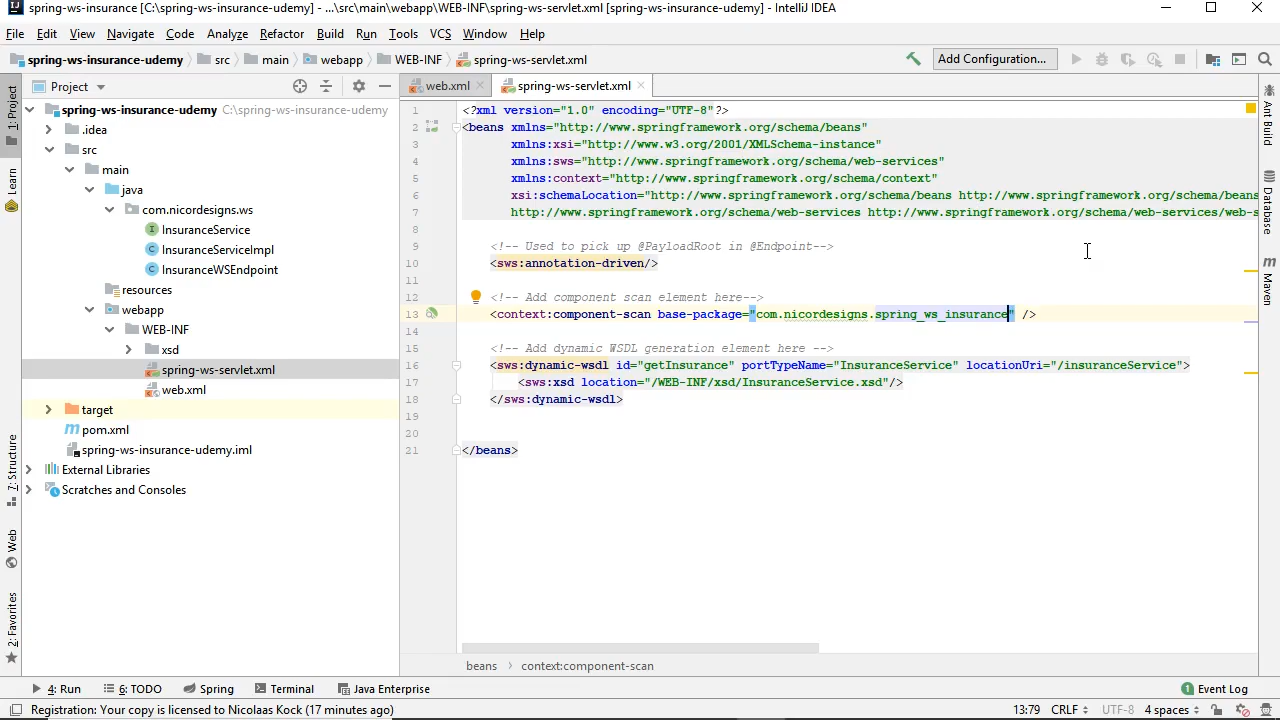 spring-ws-insurance [C:\spring-ws-insurance-udemy] - ...\src\main\webapp\WEB-INF\spring-ws-servlet.xml [spring-ws-insurance-udemy] - IntelliJ IDEA
File Edit View Navigate Code Analyze Refactor Build Run Tools VCS Window Help
spring-ws-insurance-udemy src main webapp WEB-INF spring-ws-servlet.xml Add Configuration...
1: Project
Learn
7: Structure
Web
2: Favorites
Project
spring-ws-insurance-udemy C:\spring-ws-insurance-udemy
.idea
src
main
java
com.nicordesigns.ws
InsuranceService
InsuranceServiceImpl
InsuranceWSEndpoint
resources
webapp
WEB-INF
xsd
spring-ws-servlet.xml
web.xml
target
pom.xml
spring-ws-insurance-udemy.iml
External Libraries
Scratches and Consoles
web.xml spring-ws-servlet.xml
1 <?xml version="1.0" encoding="UTF-8"?>
2 <beans xmlns="http://www.springframework.org/schema/beans"
3 xmlns:xsi="http://www.w3.org/2001/XMLSchema-instance"
4 xmlns:sws="http://www.springframework.org/schema/web-services"
5 xmlns:context="http://www.springframework.org/schema/context"
6 xsi:schemaLocation="http://www.springframework.org/schema/beans http://www.springframework.org/schema/beans
7 http://www.springframework.org/schema/web-services http://www.springframework.org/schema/web-services/web-s
8
9 <!-- Used to pick up @PayloadRoot in @Endpoint-->
10 <sws:annotation-driven/>
11
12 <!-- Add component scan element here-->
13 <context:component-scan base-package="com.nicordesigns.spring_ws_insurance" />
14
15 <!-- Add dynamic WSDL generation element here -->
16 <sws:dynamic-wsdl id="getInsurance" portTypeName="InsuranceService" locationUri="/insuranceService">
17 <sws:xsd location="/WEB-INF/xsd/InsuranceService.xsd"/>
18 </sws:dynamic-wsdl>
19
20
21 </beans>
beans context:component-scan
Ant Build
Database
m Maven
4: Run 6: TODO Spring Terminal Java Enterprise 1 Event Log
Registration: Your copy is licensed to Nicolaas Kock (17 minutes ago) 13:79 CRLF UTF-8 4 spaces